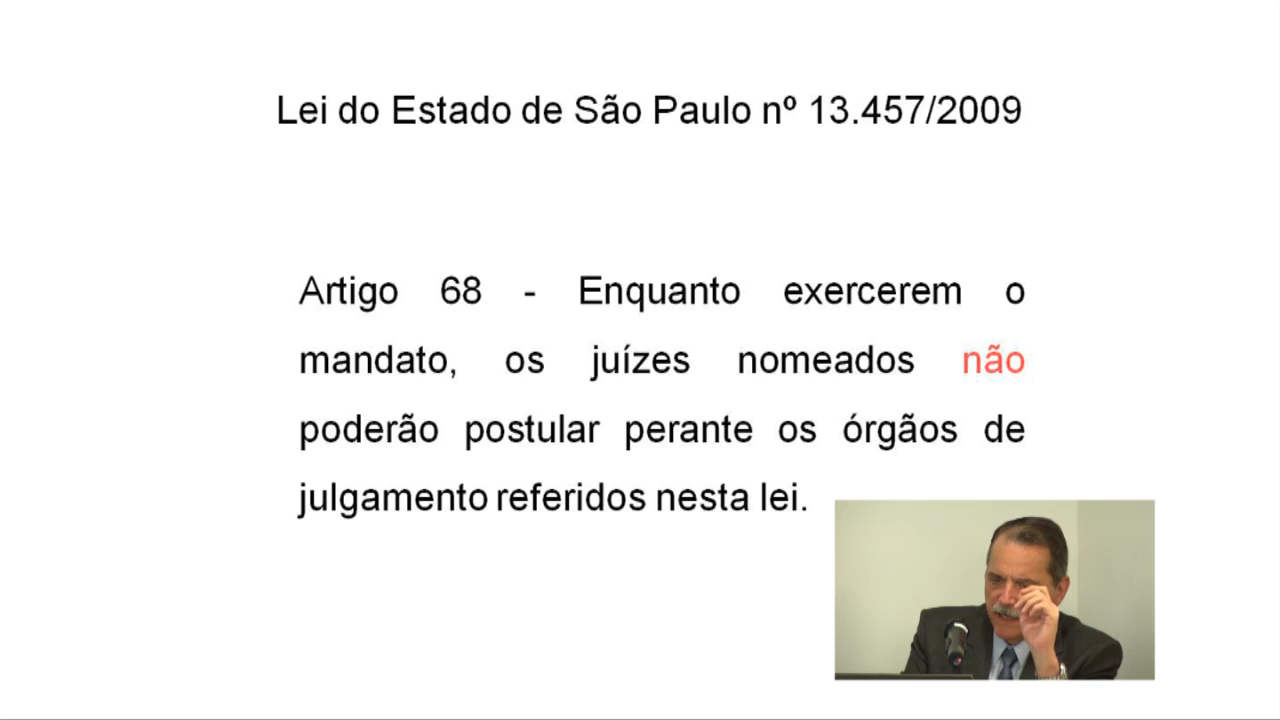 Lei do Estado de São Paulo nº 13.457/2009
Artigo 68 - Enquanto exercerem o
mandato, os juízes nomeados não
poderão postular perante os órgãos de
julgamento referidos nesta lei.